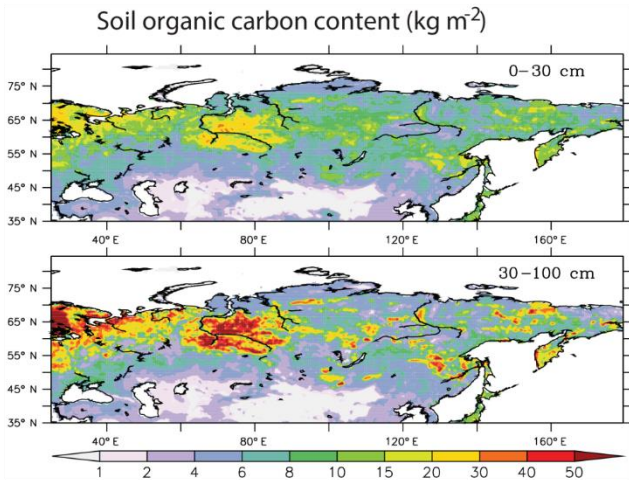 Soil organic carbon content (kg m-2)
0–30 cm
75° N
65° N
55° N
45° N
35° N
40° E
80° E
120° E
160° E
30–100 cm
75° N
65° N
55° N
45° N
35° N
40° E
80° E
120° E
160° E
1 2 4 6 8 10 15 20 30 40 50